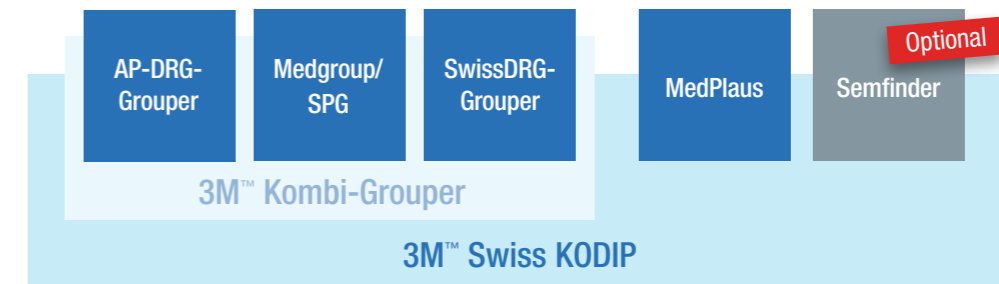 AP-DRG-
Grouper
Medgroup/
SPG
SwissDRG-
Grouper
MedPlaus
Semfinder
Optional
3M™ Kombi-Grouper
3M™ Swiss KODIP